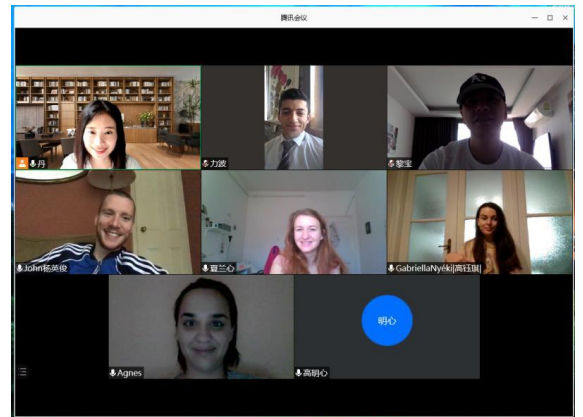 腾讯会议
丹
力波
黎宝
John杨英俊
夏兰心
GabriellaNyéki|高钰琪|
Agnes
明心
高明心